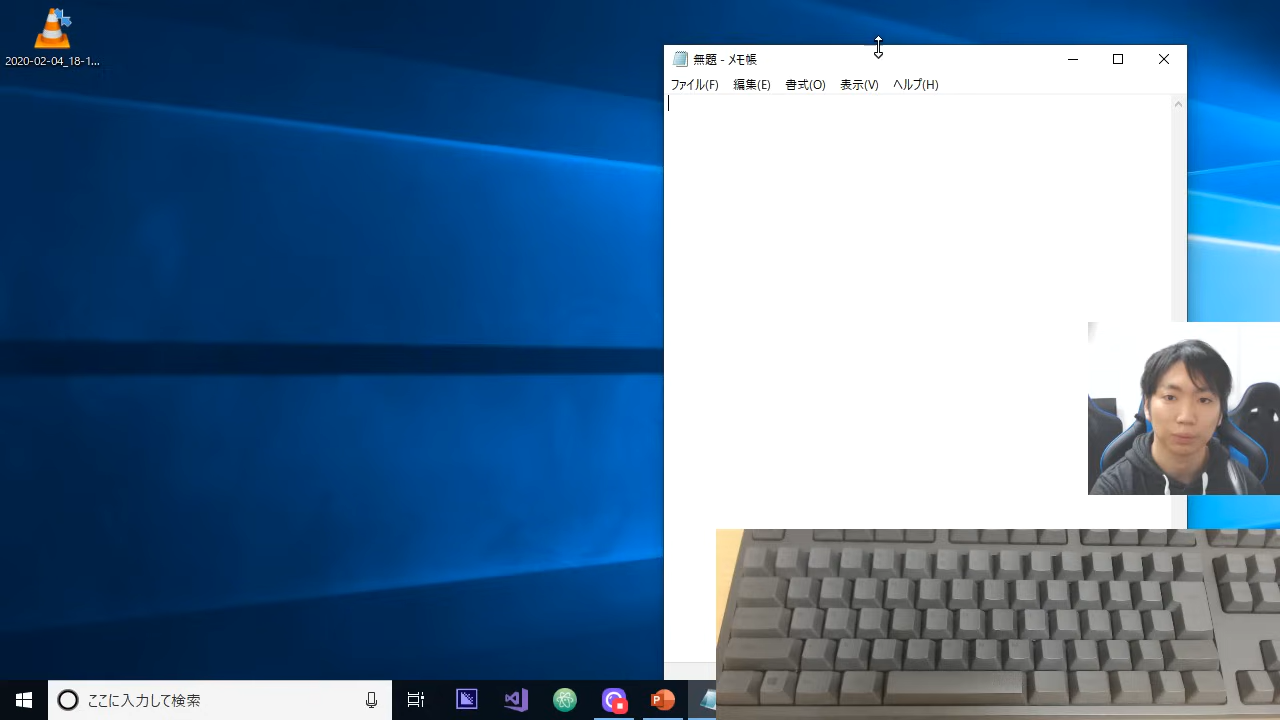 2020-02-04_18-1...
無題 - メモ帳
ファイル(F) 編集(E) 書式(O) 表示(V) ヘルプ(H)
ここに入力して検索